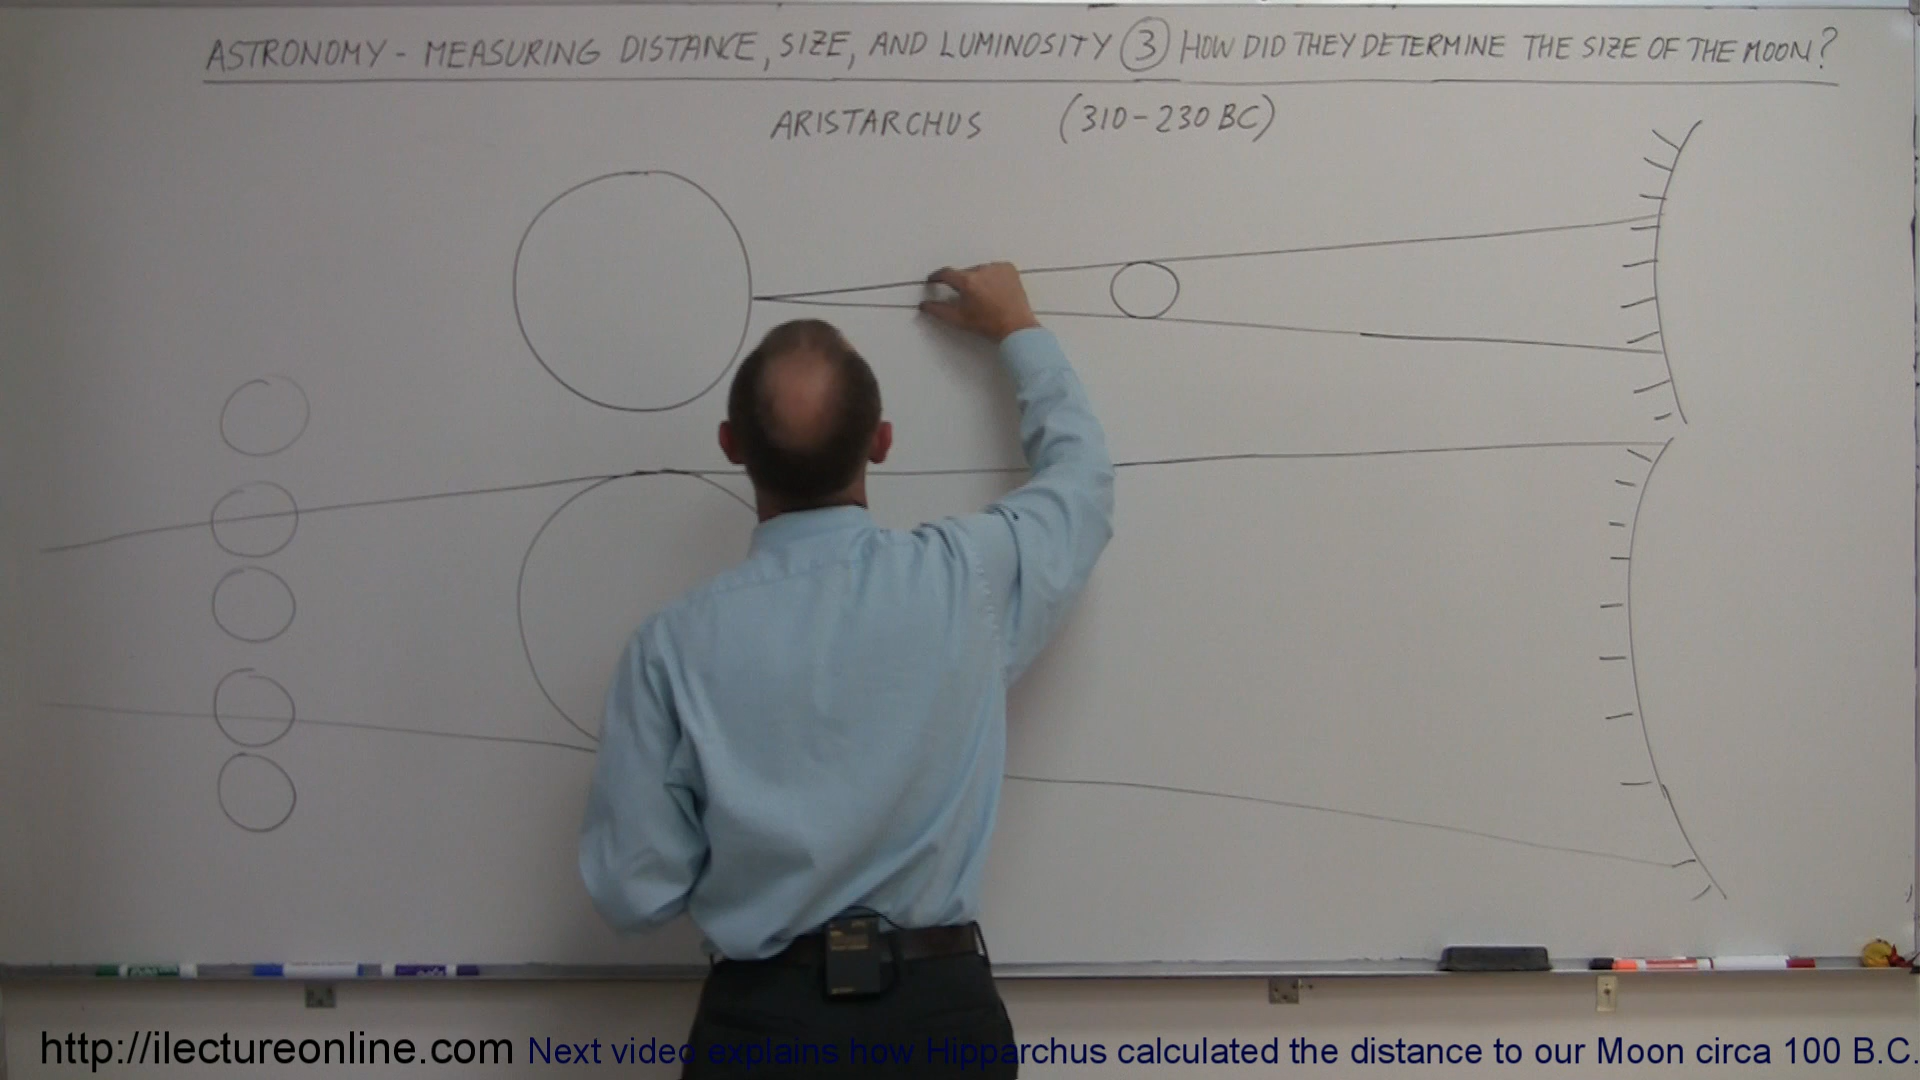 ASTRONOMY - MEASURING DISTANCE, SIZE, AND LUMINOSITY 3 HOW DID THEY DETERMINE THE SIZE OF THE MOON?
ARISTARCHUS (310-230 BC)
http://ilectureonline.com Next video explains how Hipparchus calculated the distance to our Moon circa 100 B.C.